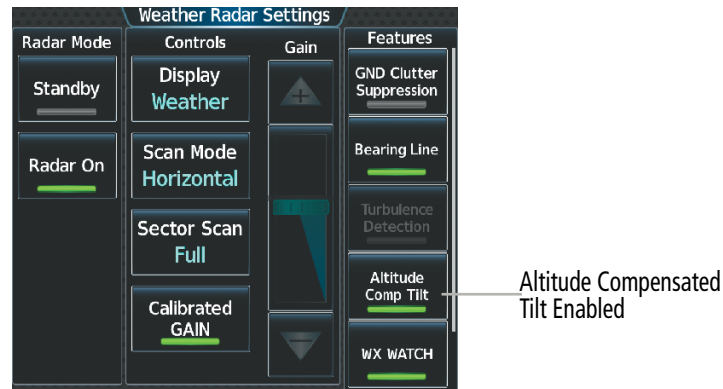 Weather Radar Settings
Radar Mode
Standby
Radar On
Controls
Display
Weather
Scan Mode
Horizontal
Sector Scan
Full
Calibrated
GAIN
Gain
Features
GND Clutter
Suppression
Bearing Line
Turbulence
Detection
Altitude
Comp Tilt
WX WATCH
Altitude Compensated
Tilt Enabled